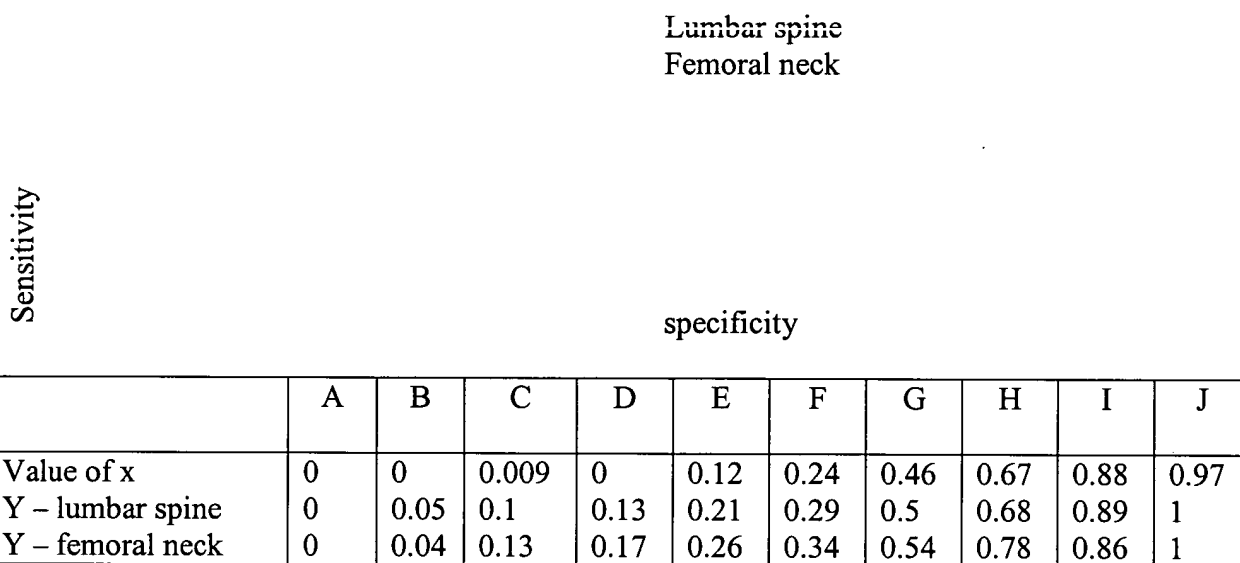 Lumbar spine
Femoral neck
Sensitivity
specificity
A B C D E F G H I J
Value of x 0 0 0.009 0 0.12 0.24 0.46 0.67 0.88 0.97
Y – lumbar spine 0 0.05 0.1 0.13 0.21 0.29 0.5 0.68 0.89 1
Y – femoral neck 0 0.04 0.13 0.17 0.26 0.34 0.54 0.78 0.86 1